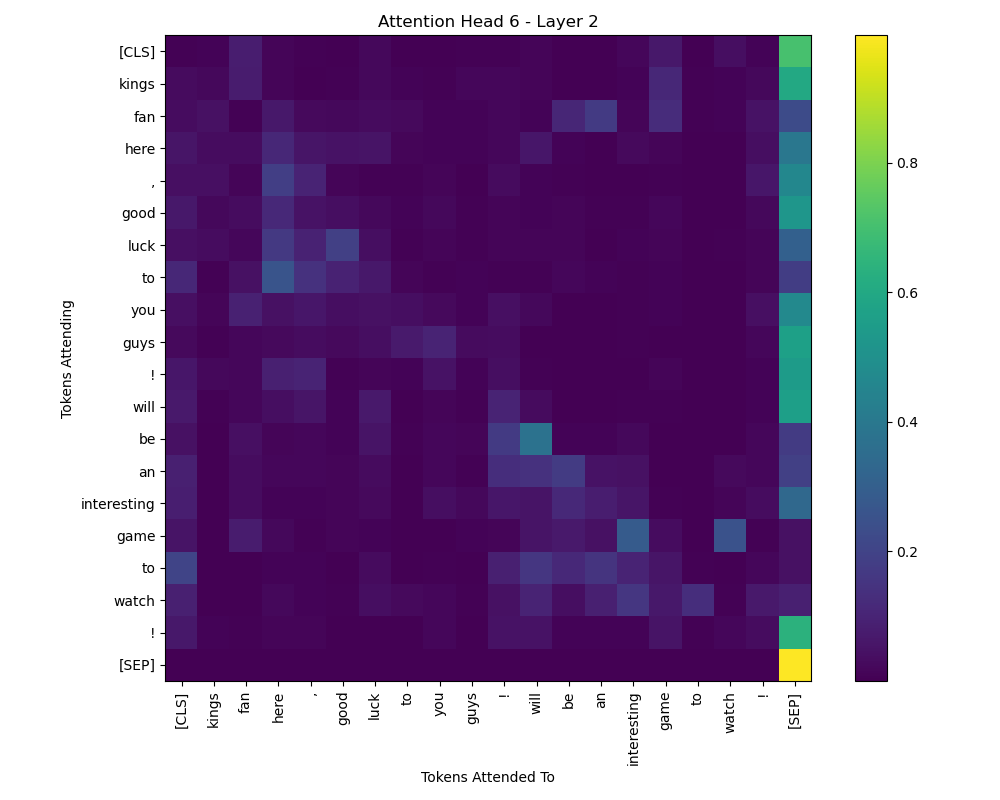 Attention Head 6 - Layer 2
Tokens Attending
[CLS]
kings
fan
here
,
good
luck
to
you
guys
!
will
be
an
interesting
game
to
watch
!
[SEP]
[CLS]
kings
fan
here
,
good
luck
to
you
guys
!
will
be
an
interesting
game
to
watch
!
[SEP]
Tokens Attended To
0.8
0.6
0.4
0.2